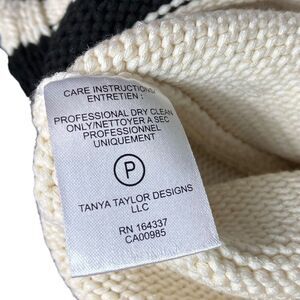 CARE INSTRUCTIONS/
ENTRETIEN :
PROFESSIONAL DRY CLEAN
ONLY/NETTOYER A SEC
PROFESSIONNEL
UNIQUEMENT
P
TANYA TAYLOR DESIGNS
LLC
RN 164337
CA00985